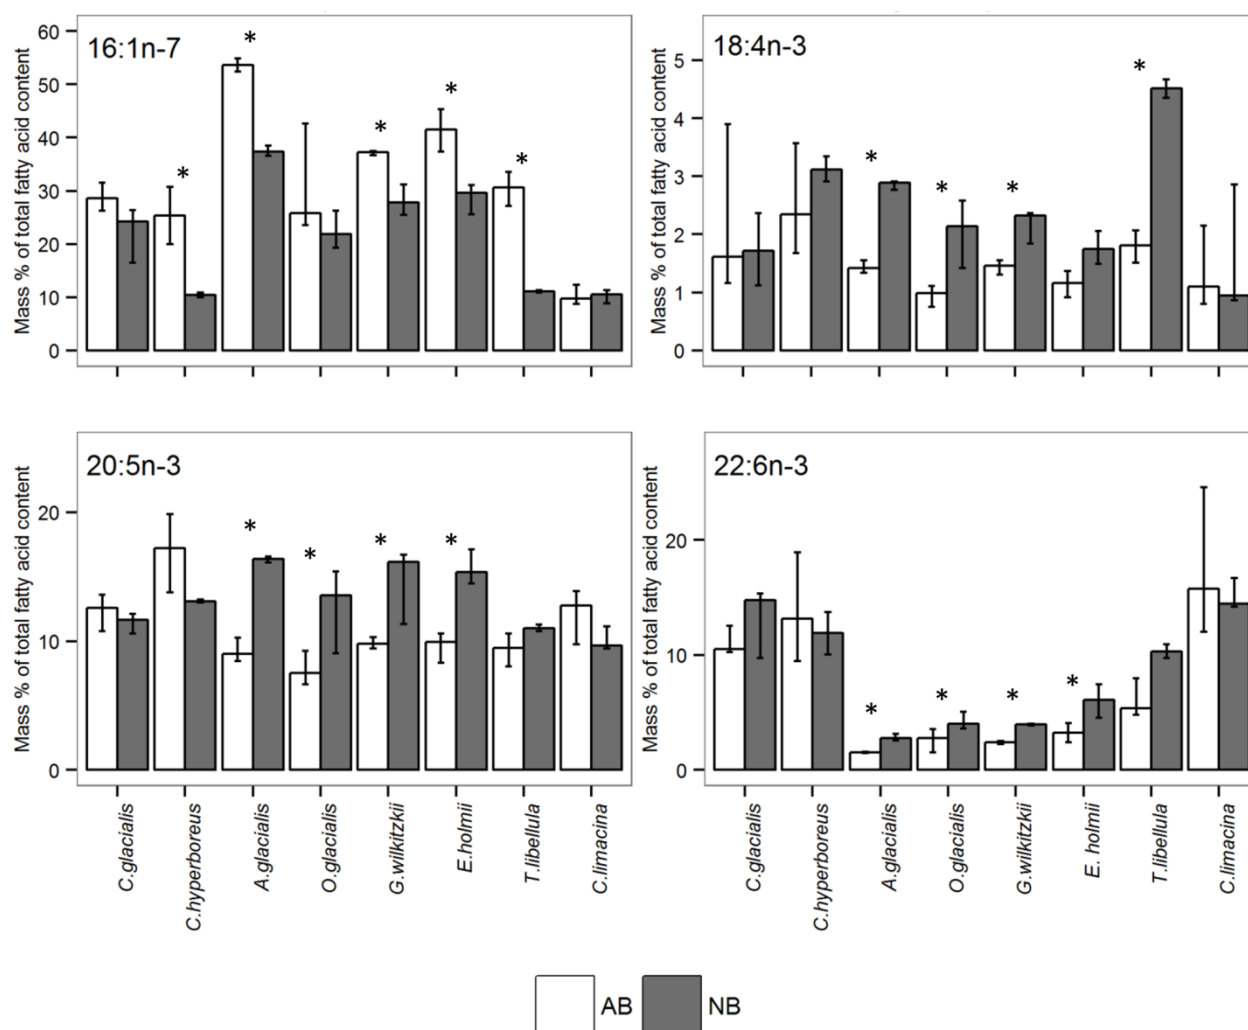 16:1n-7
Mass % of total fatty acid content
60
50
40
30
20
10
0
*
*
*
*
*
18:4n-3
Mass % of total fatty acid content
5
4
3
2
1
0
*
*
*
*
20:5n-3
Mass % of total fatty acid content
20
10
0
*
*
*
*
C.glacialis
C.hyperboreus
A.glacialis
O.glacialis
G.wilkitzkii
E.holmii
T.libellula
C.limacina
22:6n-3
Mass % of total fatty acid content
20
10
0
*
*
*
*
C.glacialis
C.hyperboreus
A.glacialis
O.glacialis
G.wilkitzkii
E. holmii
T.libellula
C.limacina
AB
NB